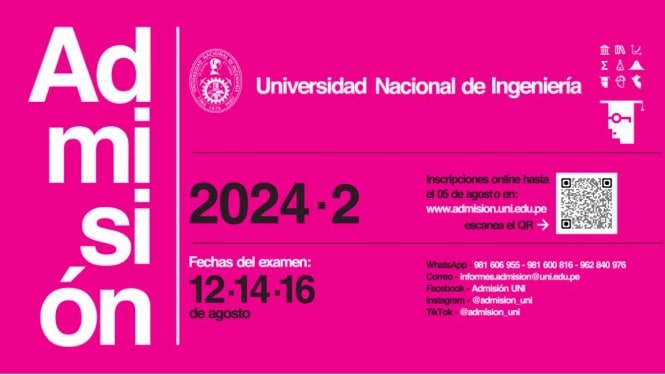 Ad
mi
si
ón
Universidad Nacional de Ingeniería
2024·2
Inscripciones online hasta
el 05 de agosto en:
www.admision.uni.edu.pe
escanea el QR →
Fechas del examen:
12·14·16
de agosto
WhatsApp - 981 606 955 - 981 600 816 - 962 840 976
Correo - informes.admision@uni.edu.pe
Facebook - Admisión UNI
Instagram - @admision_uni
TikTok - @admision_uni